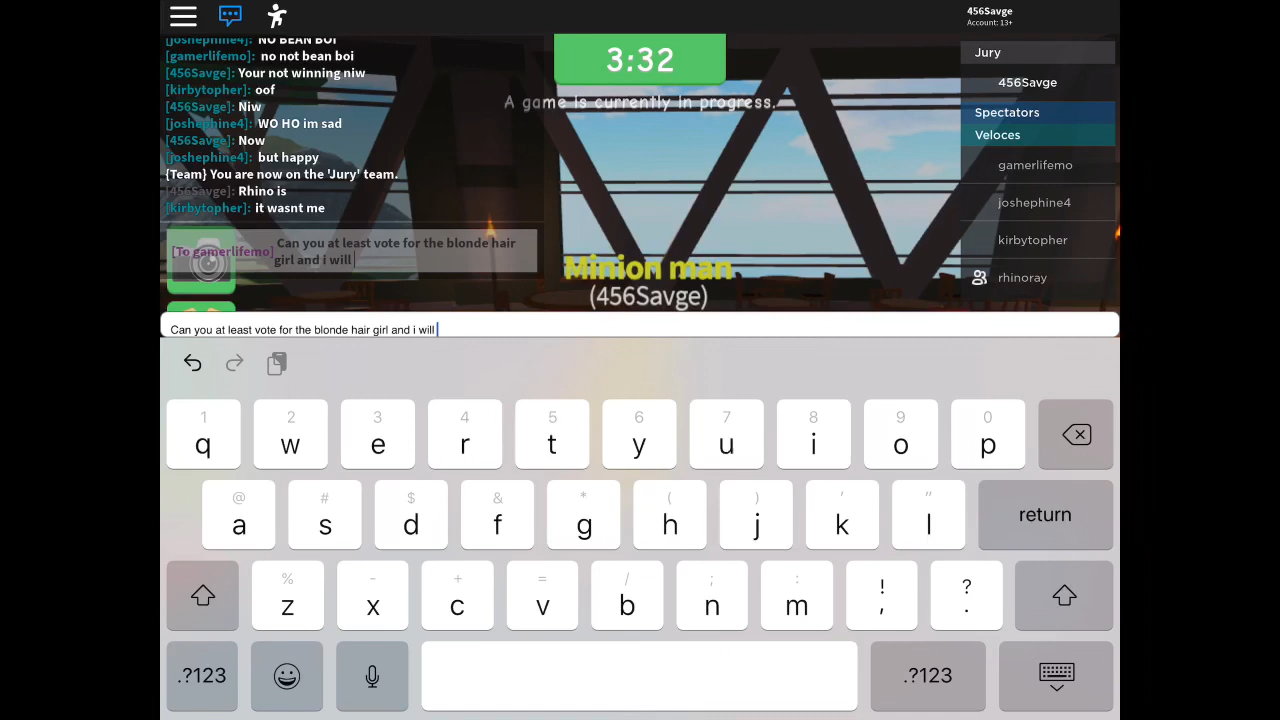 456Savge
Account: 13+
[joshephine4]: NO BEAN BOI
[gamerlifemo]: no not bean boi
[456Savge]: Your not winning niw
[kirbytopher]: oof
[456Savge]: Niw
[joshephine4]: WO HO im sad
[456Savge]: Now
[joshephine4]: but happy
{Team} You are now on the 'Jury' team.
[456Savge]: Rhino is
[kirbytopher]: it wasnt me
[To gamerlifemo] Can you at least vote for the blonde hair
girl and i will
3:32
A game is currently in progress.
Jury
456Savge
Spectators
Veloces
gamerlifemo
joshephine4
kirbytopher
rhinoray
Minion man
(456Savge)
Can you at least vote for the blonde hair girl and i will
1 2 3 4 5 6 7 8 9 0
q w e r t y u i o p
@ # $ & * ( ) ' "
a s d f g h j k l return
% - + = / ; : ! ?
z x c v b n m , .
.?123 .?123